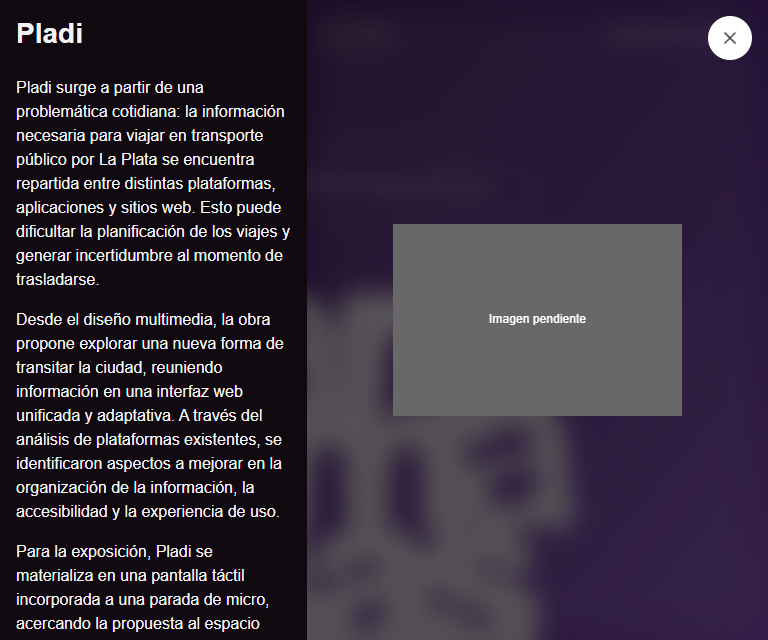 Pladi
Pladi surge a partir de una
problemática cotidiana: la información
necesaria para viajar en transporte
público por La Plata se encuentra
repartida entre distintas plataformas,
aplicaciones y sitios web. Esto puede
dificultar la planificación de los viajes y
generar incertidumbre al momento de
trasladarse.
Desde el diseño multimedia, la obra
propone explorar una nueva forma de
transitar la ciudad, reuniendo
información en una interfaz web
unificada y adaptativa. A través del
análisis de plataformas existentes, se
identificaron aspectos a mejorar en la
organización de la información, la
accesibilidad y la experiencia de uso.
Para la exposición, Pladi se
materializa en una pantalla táctil
incorporada a una parada de micro,
acercando la propuesta al espacio
Imagen pendiente